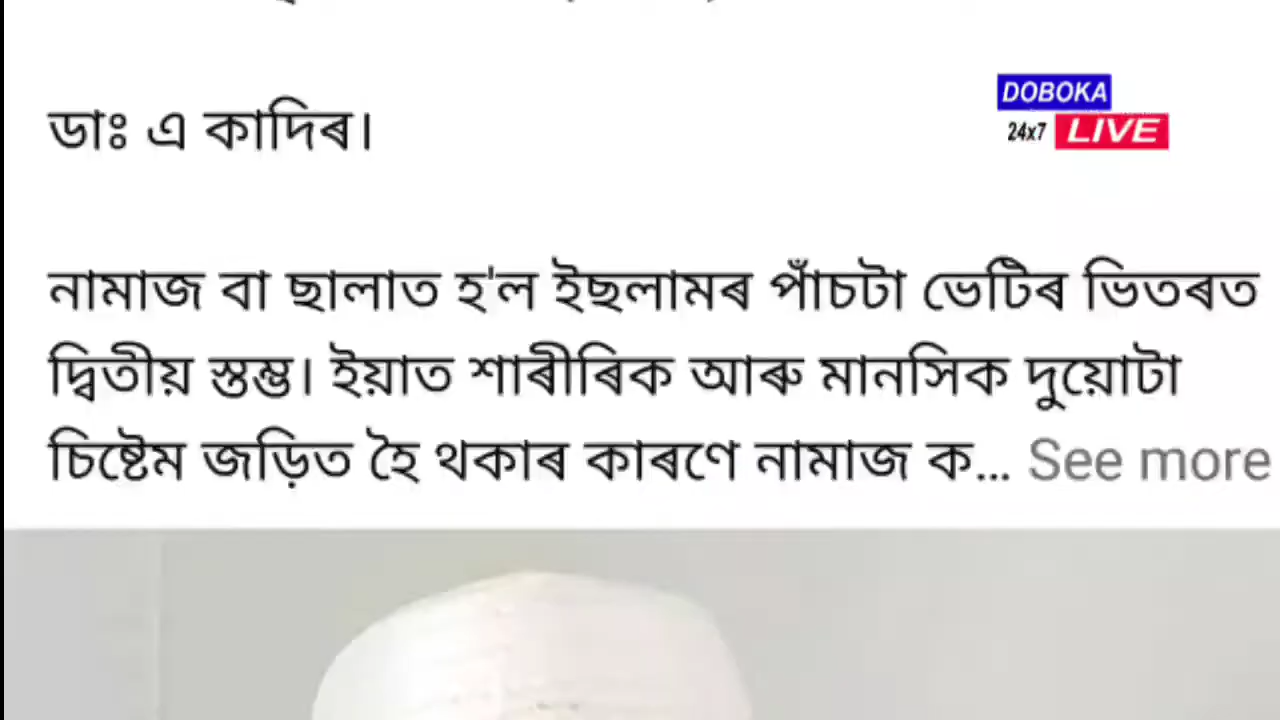 ডাঃ এ কাদিৰ।
DOBOKA
24x7 LIVE
নামাজ বা ছালাত হ'ল ইছলামৰ পাঁচটা ভেটিৰ ভিতৰত
দ্বিতীয় স্তম্ভ। ইয়াত শাৰীৰিক আৰু মানসিক দুয়োটা
চিষ্টেম জড়িত হৈ থকাৰ কাৰণে নামাজ ক... See more